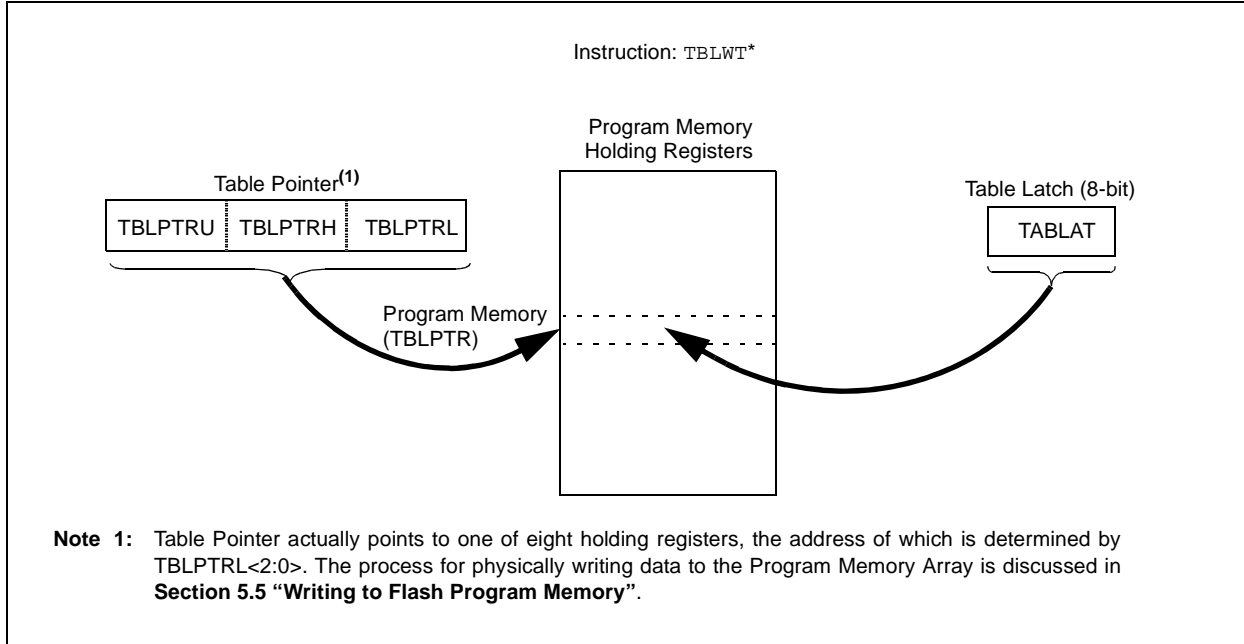 Instruction: TBLWT*
Program Memory
Holding Registers
Table Pointer(1)
Table Latch (8-bit)
TBLPTRU TBLPTRH TBLPTRL
TABLAT
Program Memory
(TBLPTR)
Note 1: Table Pointer actually points to one of eight holding registers, the address of which is determined by
TBLPTRL<2:0>. The process for physically writing data to the Program Memory Array is discussed in
Section 5.5 “Writing to Flash Program Memory”.